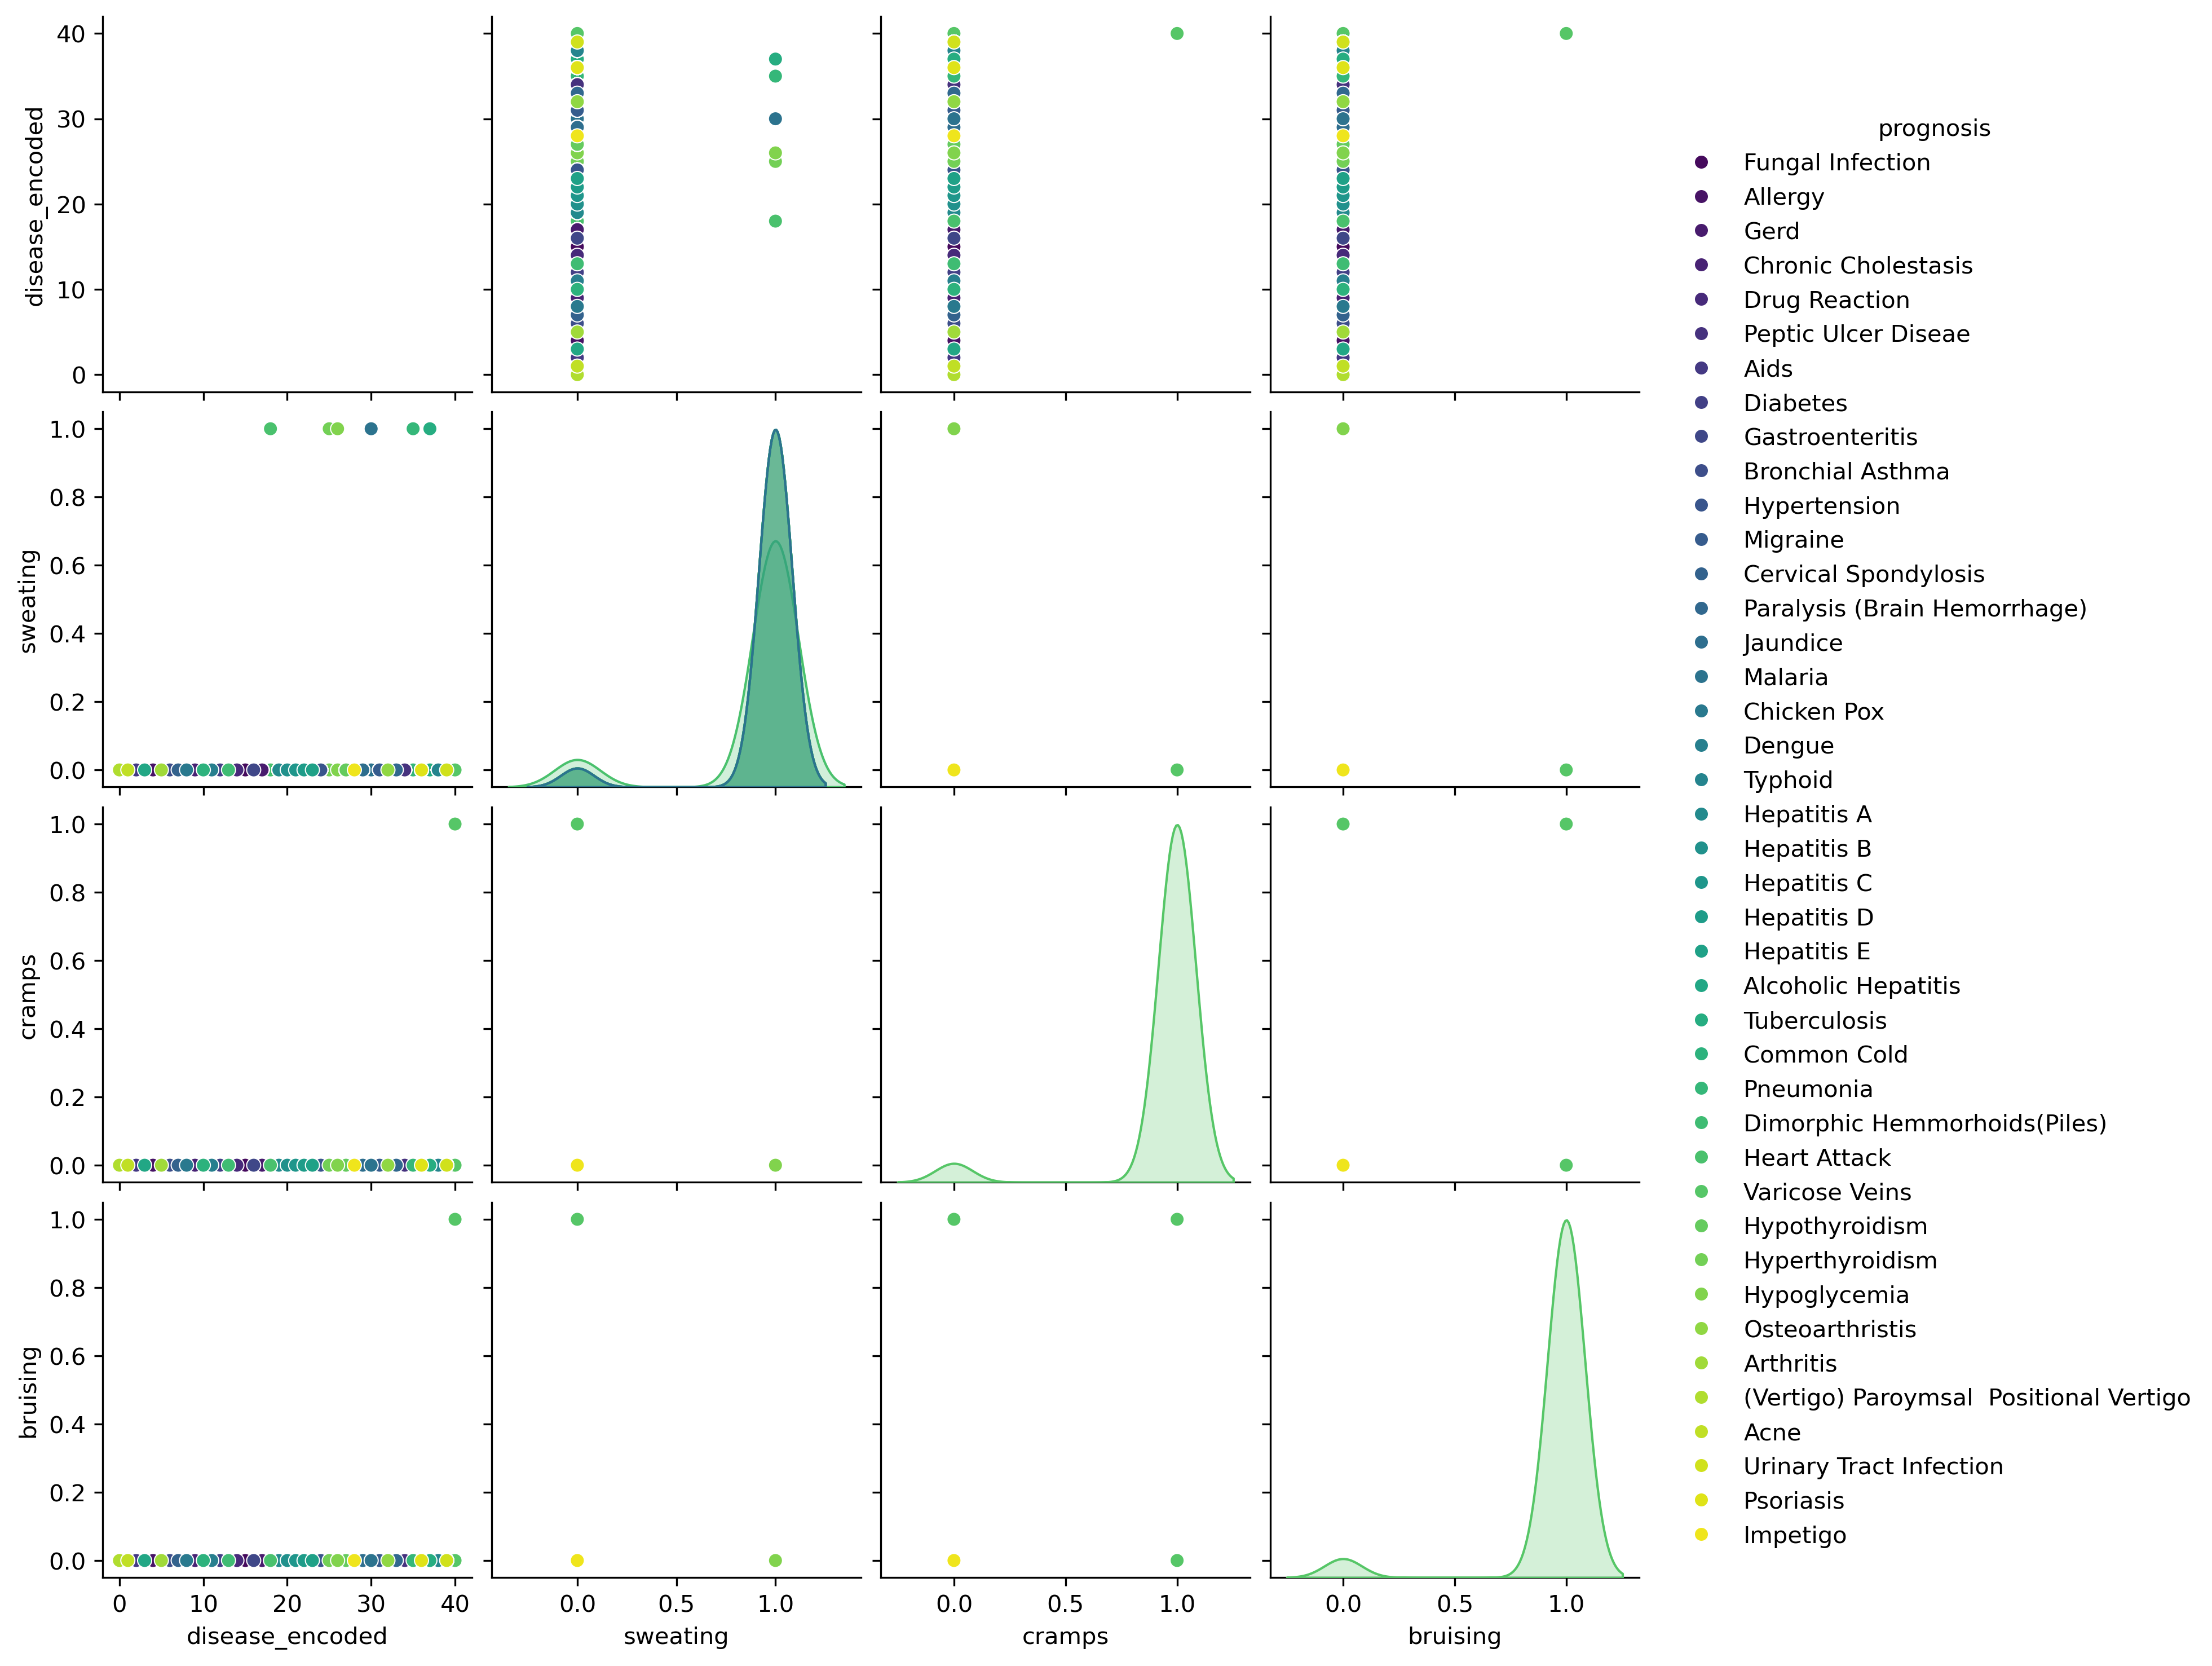 40
30
20
10
0
disease_encoded
1.0
0.8
0.6
0.4
0.2
0.0
sweating
1.0
0.8
0.6
0.4
0.2
0.0
cramps
1.0
0.8
0.6
0.4
0.2
0.0
bruising
0 10 20 30 40
disease_encoded
0.0 0.5 1.0
sweating
0.0 0.5 1.0
cramps
0.0 0.5 1.0
bruising
prognosis
Fungal Infection
Allergy
Gerd
Chronic Cholestasis
Drug Reaction
Peptic Ulcer Diseae
Aids
Diabetes
Gastroenteritis
Bronchial Asthma
Hypertension
Migraine
Cervical Spondylosis
Paralysis (Brain Hemorrhage)
Jaundice
Malaria
Chicken Pox
Dengue
Typhoid
Hepatitis A
Hepatitis B
Hepatitis C
Hepatitis D
Hepatitis E
Alcoholic Hepatitis
Tuberculosis
Common Cold
Pneumonia
Dimorphic Hemmorhoids(Piles)
Heart Attack
Varicose Veins
Hypothyroidism
Hyperthyroidism
Hypoglycemia
Osteoarthristis
Arthritis
(Vertigo) Paroymsal  Positional Vertigo
Acne
Urinary Tract Infection
Psoriasis
Impetigo